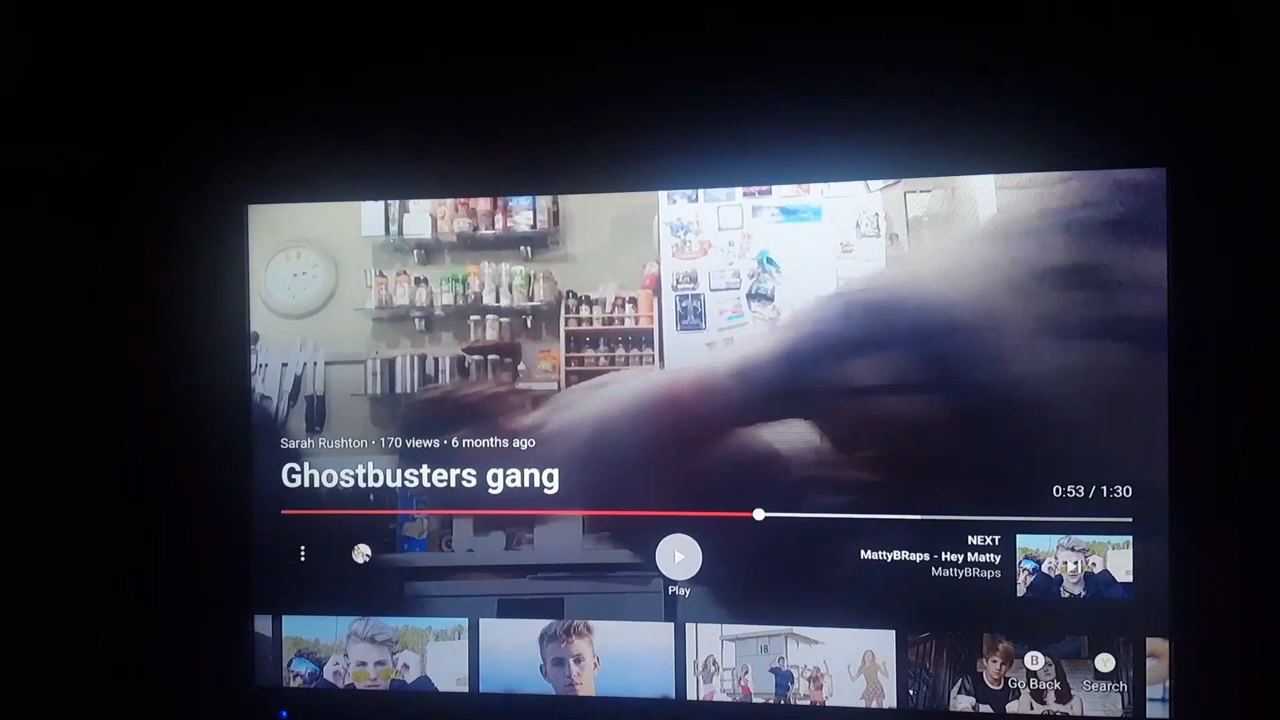 Sarah Rushton • 170 views • 6 months ago
Ghostbusters gang
0:53 / 1:30
NEXT
MattyBRaps - Hey Matty
MattyBRaps
Play
18
B
Go Back
Y
Search